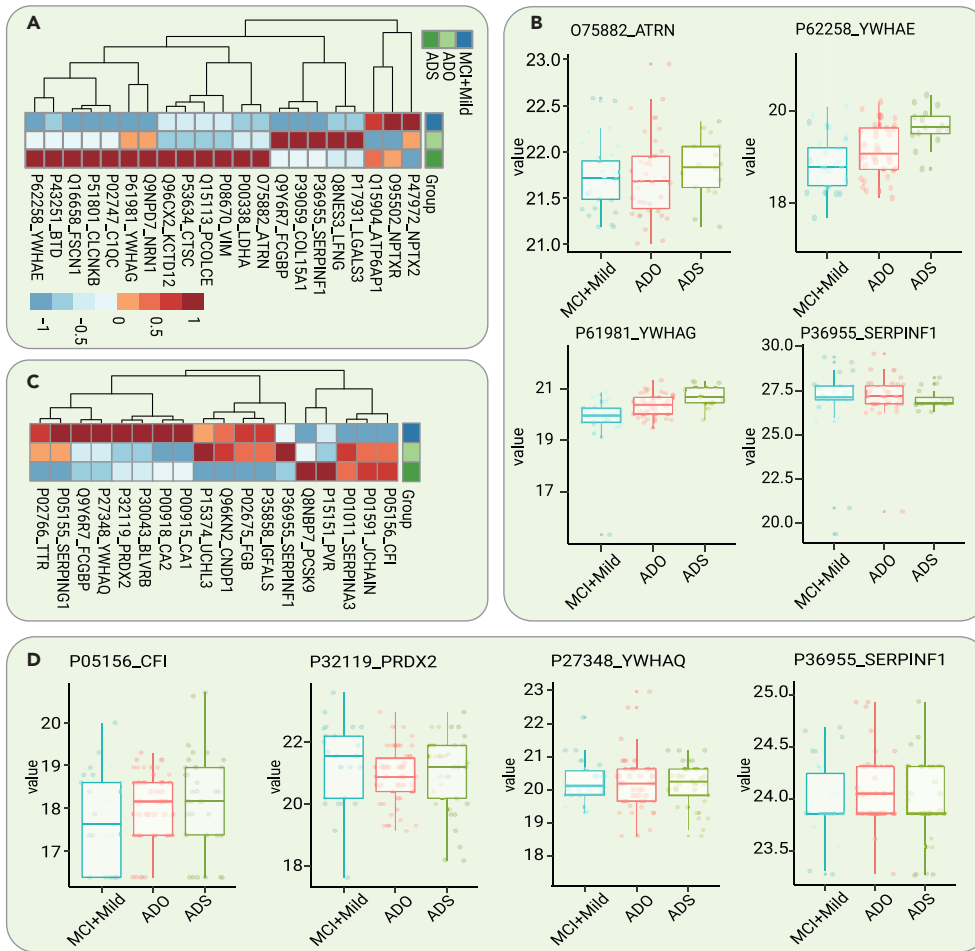 A
MCI+Mild
ADO
ADS
Group
P62258_YWHAE
P43251_BTD
Q16658_FSCN1
P51801_CLCNKB
P02747_C1QC
P61981_YWHAG
Q9NPD7_NRN1
Q96CX2_KCTD12
P53634_CTSC
Q15113_PCOLCE
P08670_VIM
P00338_LDHA
O75882_ATRN
Q9Y6R7_FCGBP
P39059_COL15A1
P36955_SERPINF1
Q8NES3_LFNG
P17931_LGALS3
Q15904_ATP6AP1
O95502_NPTXR
P47972_NPTX2
-1
-0.5
0
0.5
1
B
O75882_ATRN
value
23.0
22.5
22.0
21.5
21.0
MCI+Mild
ADO
ADS
P62258_YWHAE
value
20
18
MCI+Mild
ADO
ADS
P61981_YWHAG
value
21
19
17
15
MCI+Mild
ADO
ADS
P36955_SERPINF1
value
30.0
27.5
25.0
22.5
20.0
MCI+Mild
ADO
ADS
C
Group
P02766_TTR
P05155_SERPING1
Q9Y6R7_FCGBP
P27348_YWHAQ
P32119_PRDX2
P30043_BLVRB
P00918_CA2
P00915_CA1
P15374_UCHL3
Q96KN2_CNDP1
P02675_FGB
P35858_IGFALS
P36955_SERPINF1
Q8NBP7_PCSK9
P15151_PVR
P01011_SERPINA3
P01591_JCHAIN
P05156_CFI
D
P05156_CFI
value
20
19
18
17
MCI+Mild
ADO
ADS
P32119_PRDX2
value
22
20
18
MCI+Mild
ADO
ADS
P27348_YWHAQ
value
23
22
21
20
19
18
MCI+Mild
ADO
ADS
P36955_SERPINF1
value
25.0
24.5
24.0
23.5
MCI+Mild
ADO
ADS